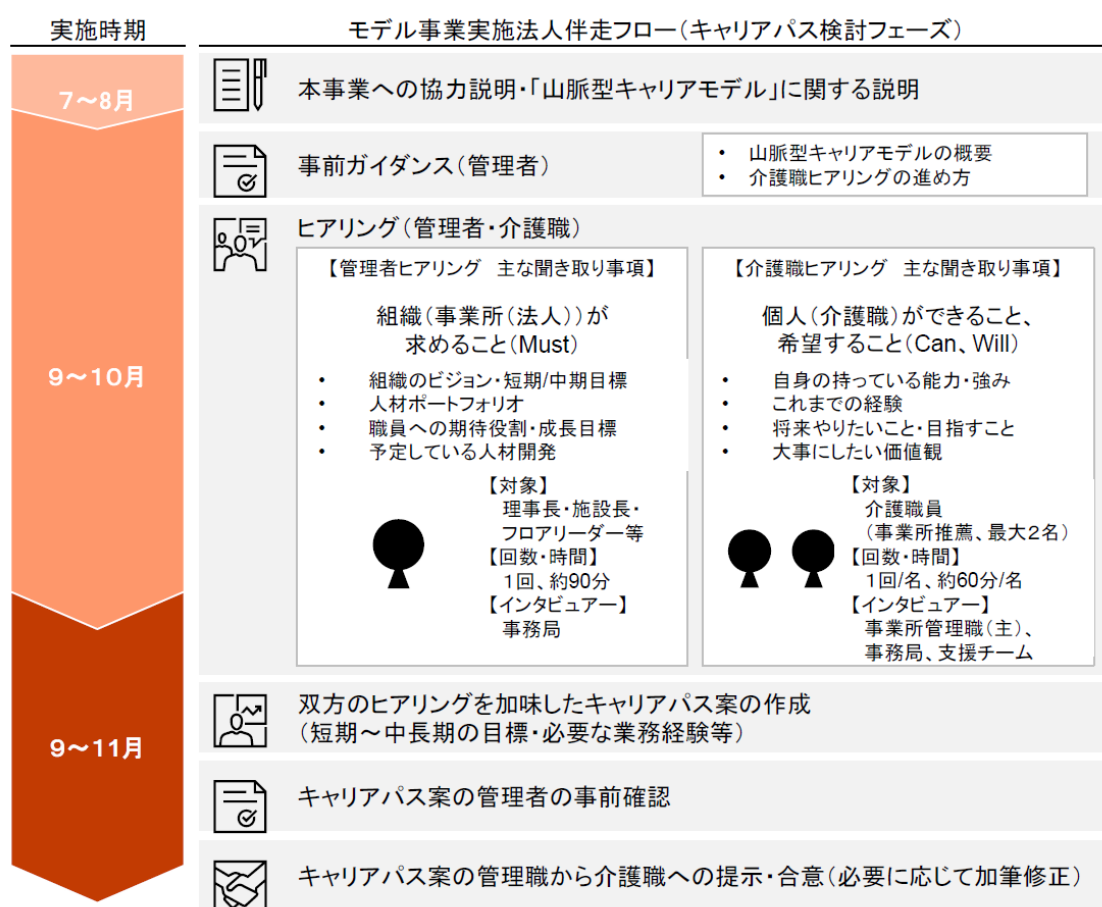 実施時期
モデル事業実施法人伴走フロー(キャリアパス検討フェーズ)
7~8月
本事業への協力説明・「山脈型キャリアモデル」に関する説明
事前ガイダンス(管理者)
• 山脈型キャリアモデルの概要
• 介護職ヒアリングの進め方
9~10月
ヒアリング(管理者・介護職)
【管理者ヒアリング 主な聞き取り事項】
組織(事業所(法人))が
求めること(Must)
• 組織のビジョン・短期/中期目標
• 人材ポートフォリオ
• 職員への期待役割・成長目標
• 予定している人材開発
【対象】
理事長・施設長・
フロアリーダー等
【回数・時間】
1回、約90分
【インタビュアー】
事務局
【介護職ヒアリング 主な聞き取り事項】
個人(介護職)ができること、
希望すること(Can、Will)
• 自身の持っている能力・強み
• これまでの経験
• 将来やりたいこと・目指すこと
• 大事にしたい価値観
【対象】
介護職員
(事業所推薦、最大2名)
【回数・時間】
1回/名、約60分/名
【インタビュアー】
事業所管理職(主)、
事務局、支援チーム
9~11月
双方のヒアリングを加味したキャリアパス案の作成
(短期~中長期の目標・必要な業務経験等)
キャリアパス案の管理者の事前確認
キャリアパス案の管理職から介護職への提示・合意(必要に応じて加筆修正)